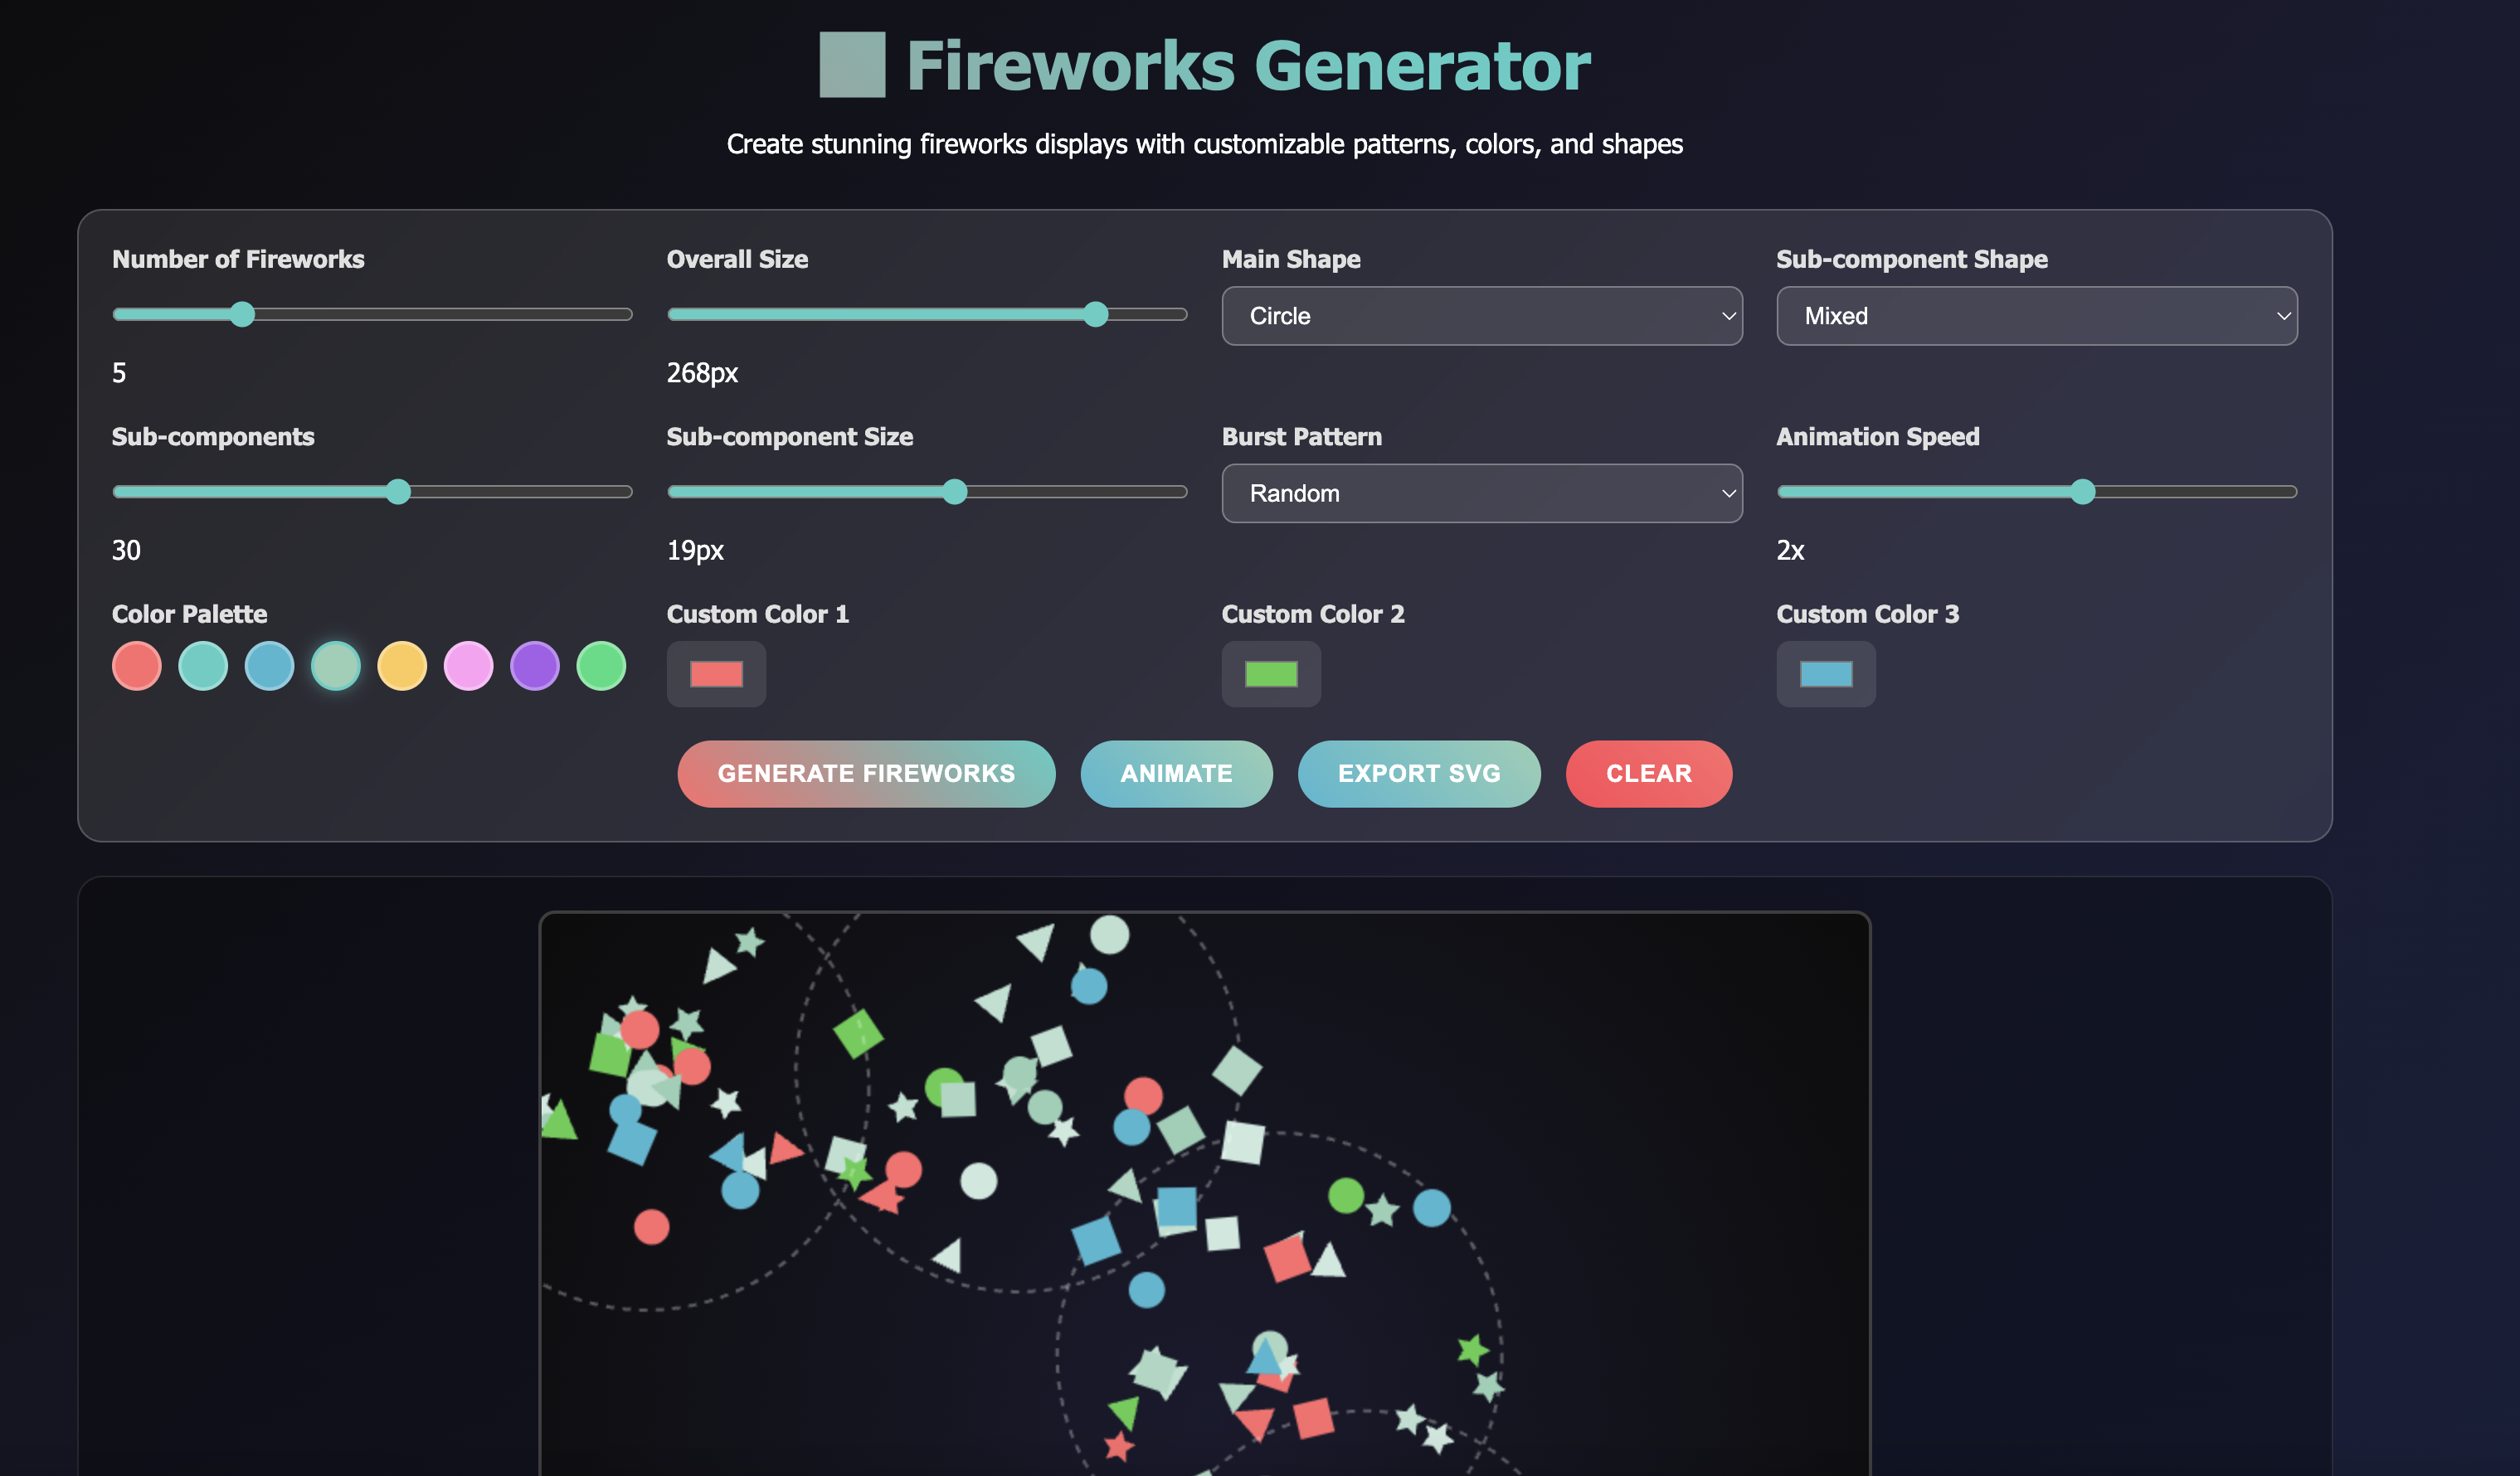 Fireworks Generator
Create stunning fireworks displays with customizable patterns, colors, and shapes
Number of Fireworks
5
Overall Size
268px
Main Shape
Circle
Sub-component Shape
Mixed
Sub-components
30
Sub-component Size
19px
Burst Pattern
Random
Animation Speed
2x
Color Palette
Custom Color 1
Custom Color 2
Custom Color 3
GENERATE FIREWORKS
ANIMATE
EXPORT SVG
CLEAR